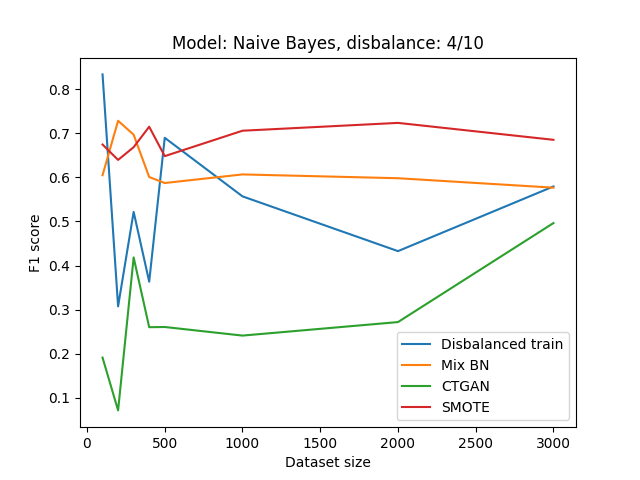 Model: Naive Bayes, disbalance: 4/10
F1 score
0.8
0.7
0.6
0.5
0.4
0.3
0.2
0.1
0
500
1000
1500
2000
2500
3000
Dataset size
Disbalanced train
Mix BN
CTGAN
SMOTE